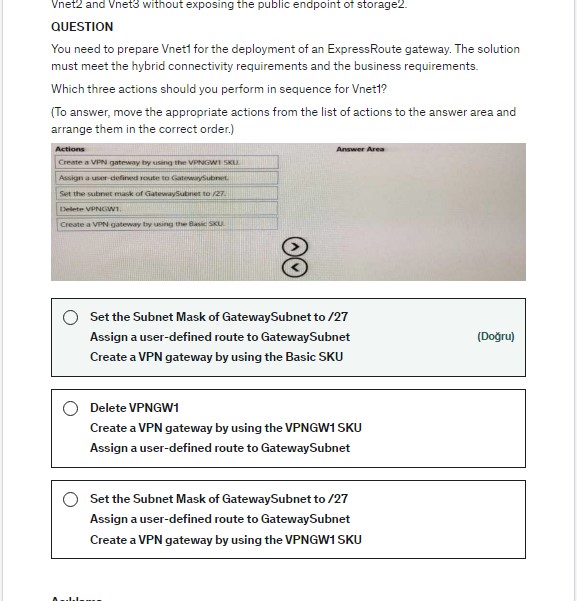 Vnet2 and Vnet3 without exposing the public endpoint of storage2.
QUESTION
You need to prepare Vnet1 for the deployment of an ExpressRoute gateway. The solution
must meet the hybrid connectivity requirements and the business requirements.
Which three actions should you perform in sequence for Vnet1?
(To answer, move the appropriate actions from the list of actions to the answer area and
arrange them in the correct order.)
Actions
Answer Area
Create a VPN gateway by using the VPNGW1 SKU.
Assign a user-defined route to GatewaySubnet.
Set the subnet mask of GatewaySubnet to /27.
Delete VPNGW1.
Create a VPN gateway by using the Basic SKU.
Set the Subnet Mask of GatewaySubnet to /27
Assign a user-defined route to GatewaySubnet
(Doğru)
Create a VPN gateway by using the Basic SKU
Delete VPNGW1
Create a VPN gateway by using the VPNGW1 SKU
Assign a user-defined route to GatewaySubnet
Set the Subnet Mask of GatewaySubnet to /27
Assign a user-defined route to GatewaySubnet
Create a VPN gateway by using the VPNGW1 SKU